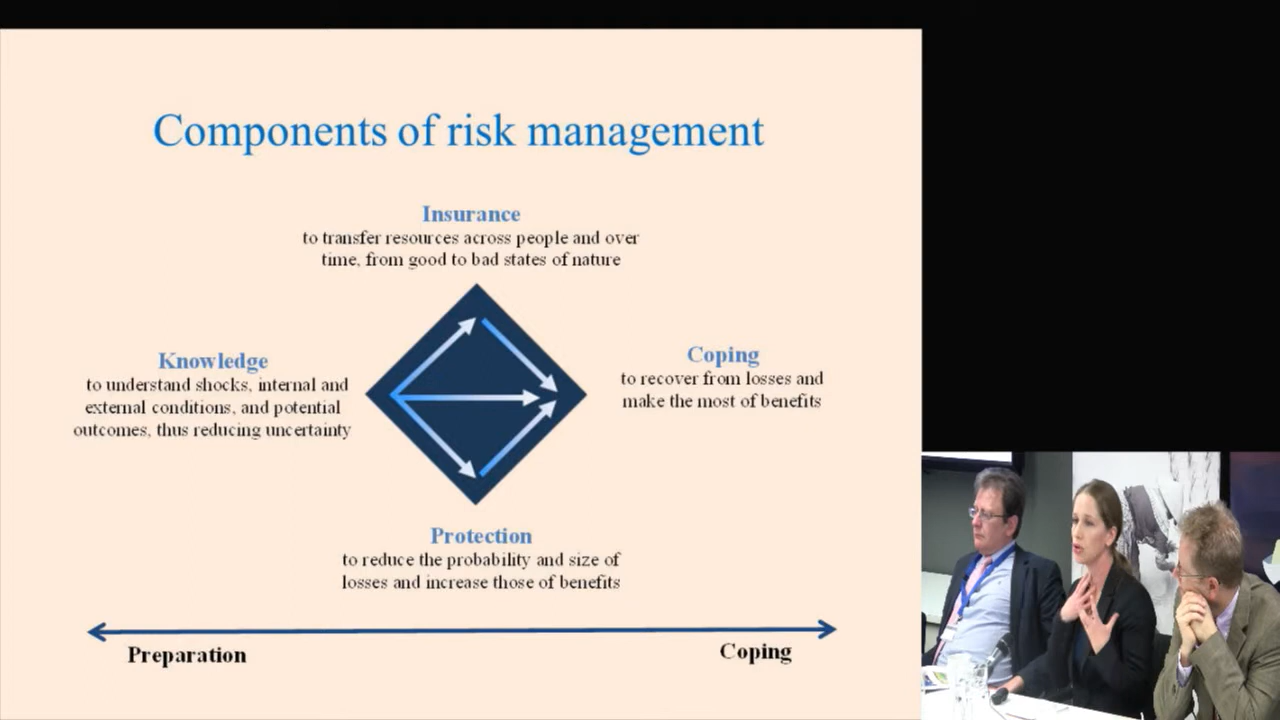 Components of risk management
Insurance
to transfer resources across people and over
time, from good to bad states of nature
Knowledge
to understand shocks, internal and
external conditions, and potential
outcomes, thus reducing uncertainty
Coping
to recover from losses and
make the most of benefits
Protection
to reduce the probability and size of
losses and increase those of benefits
Preparation
Coping